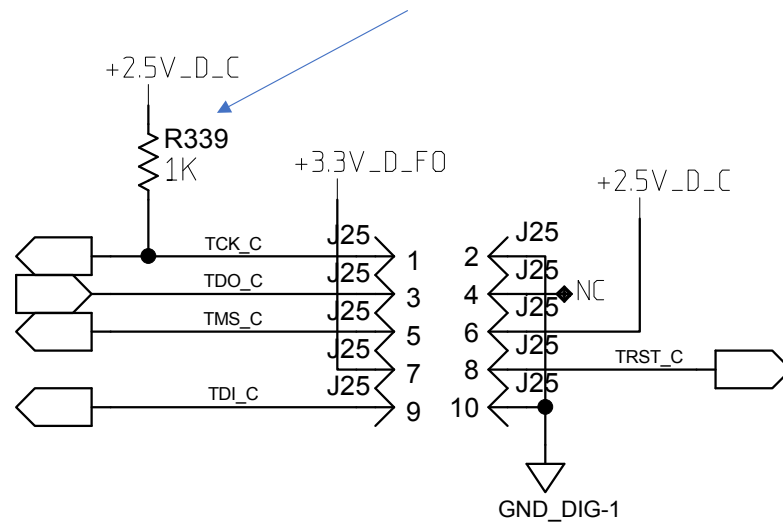 +2.5V_D_C
R339
1K
+3.3V_D_FO
+2.5V_D_C
TCK_C
J25
1
2
J25
TDO_C
J25
3
4
J25
NC
TMS_C
J25
5
6
J25
J25
7
8
J25
TRST_C
TDI_C
J25
9
10
J25
GND_DIG-1